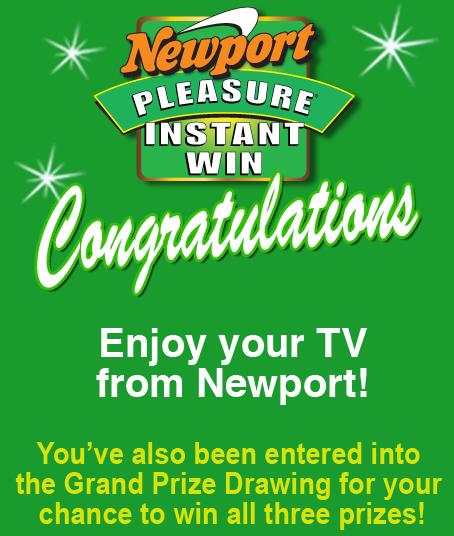 Newport
PLEASURE
INSTANT
WIN
Congratulations
Enjoy your TV
from Newport!
You've also been entered into
the Grand Prize Drawing for your
chance to win all three prizes!